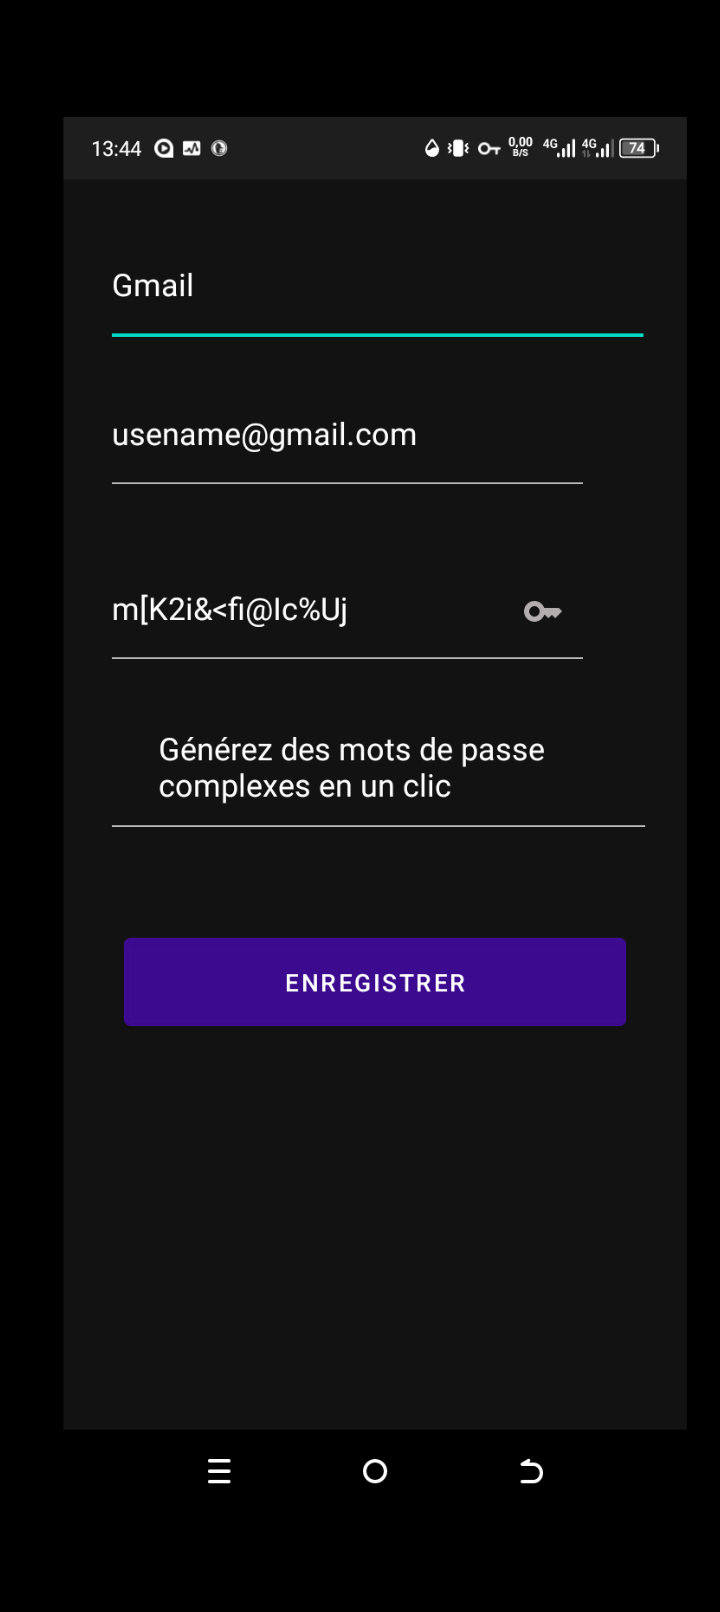 13:44 0,00 B/S 4G 4G 74
Gmail
usename@gmail.com
m[K2i&<fi@Ic%Uj
Générez des mots de passe
complexes en un clic
ENREGISTRER